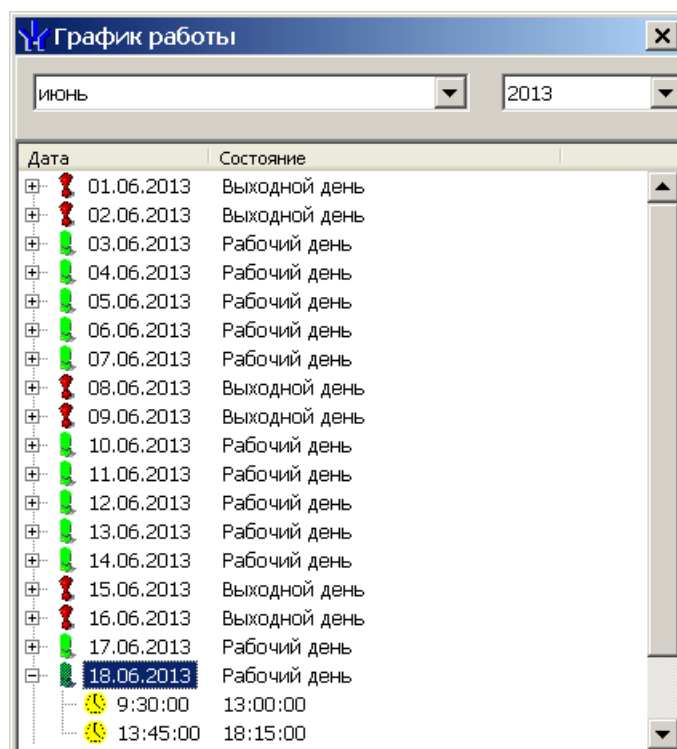 График работы
июнь 2013
Дата Состояние
01.06.2013 Выходной день
02.06.2013 Выходной день
03.06.2013 Рабочий день
04.06.2013 Рабочий день
05.06.2013 Рабочий день
06.06.2013 Рабочий день
07.06.2013 Рабочий день
08.06.2013 Выходной день
09.06.2013 Выходной день
10.06.2013 Рабочий день
11.06.2013 Рабочий день
12.06.2013 Рабочий день
13.06.2013 Рабочий день
14.06.2013 Рабочий день
15.06.2013 Выходной день
16.06.2013 Выходной день
17.06.2013 Рабочий день
18.06.2013 Рабочий день
9:30:00 13:00:00
13:45:00 18:15:00